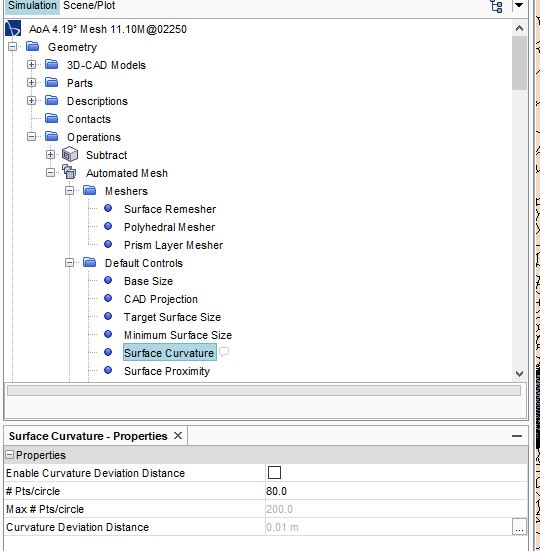 Simulation Scene/Plot
AoA 4.19° Mesh 11.10M@02250
Geometry
3D-CAD Models
Parts
Descriptions
Contacts
Operations
Subtract
Automated Mesh
Meshers
Surface Remesher
Polyhedral Mesher
Prism Layer Mesher
Default Controls
Base Size
CAD Projection
Target Surface Size
Minimum Surface Size
Surface Curvature
Surface Proximity
Surface Curvature - Properties
Properties
Enable Curvature Deviation Distance
# Pts/circle 80.0
Max # Pts/circle 200.0
Curvature Deviation Distance 0.01 m ...